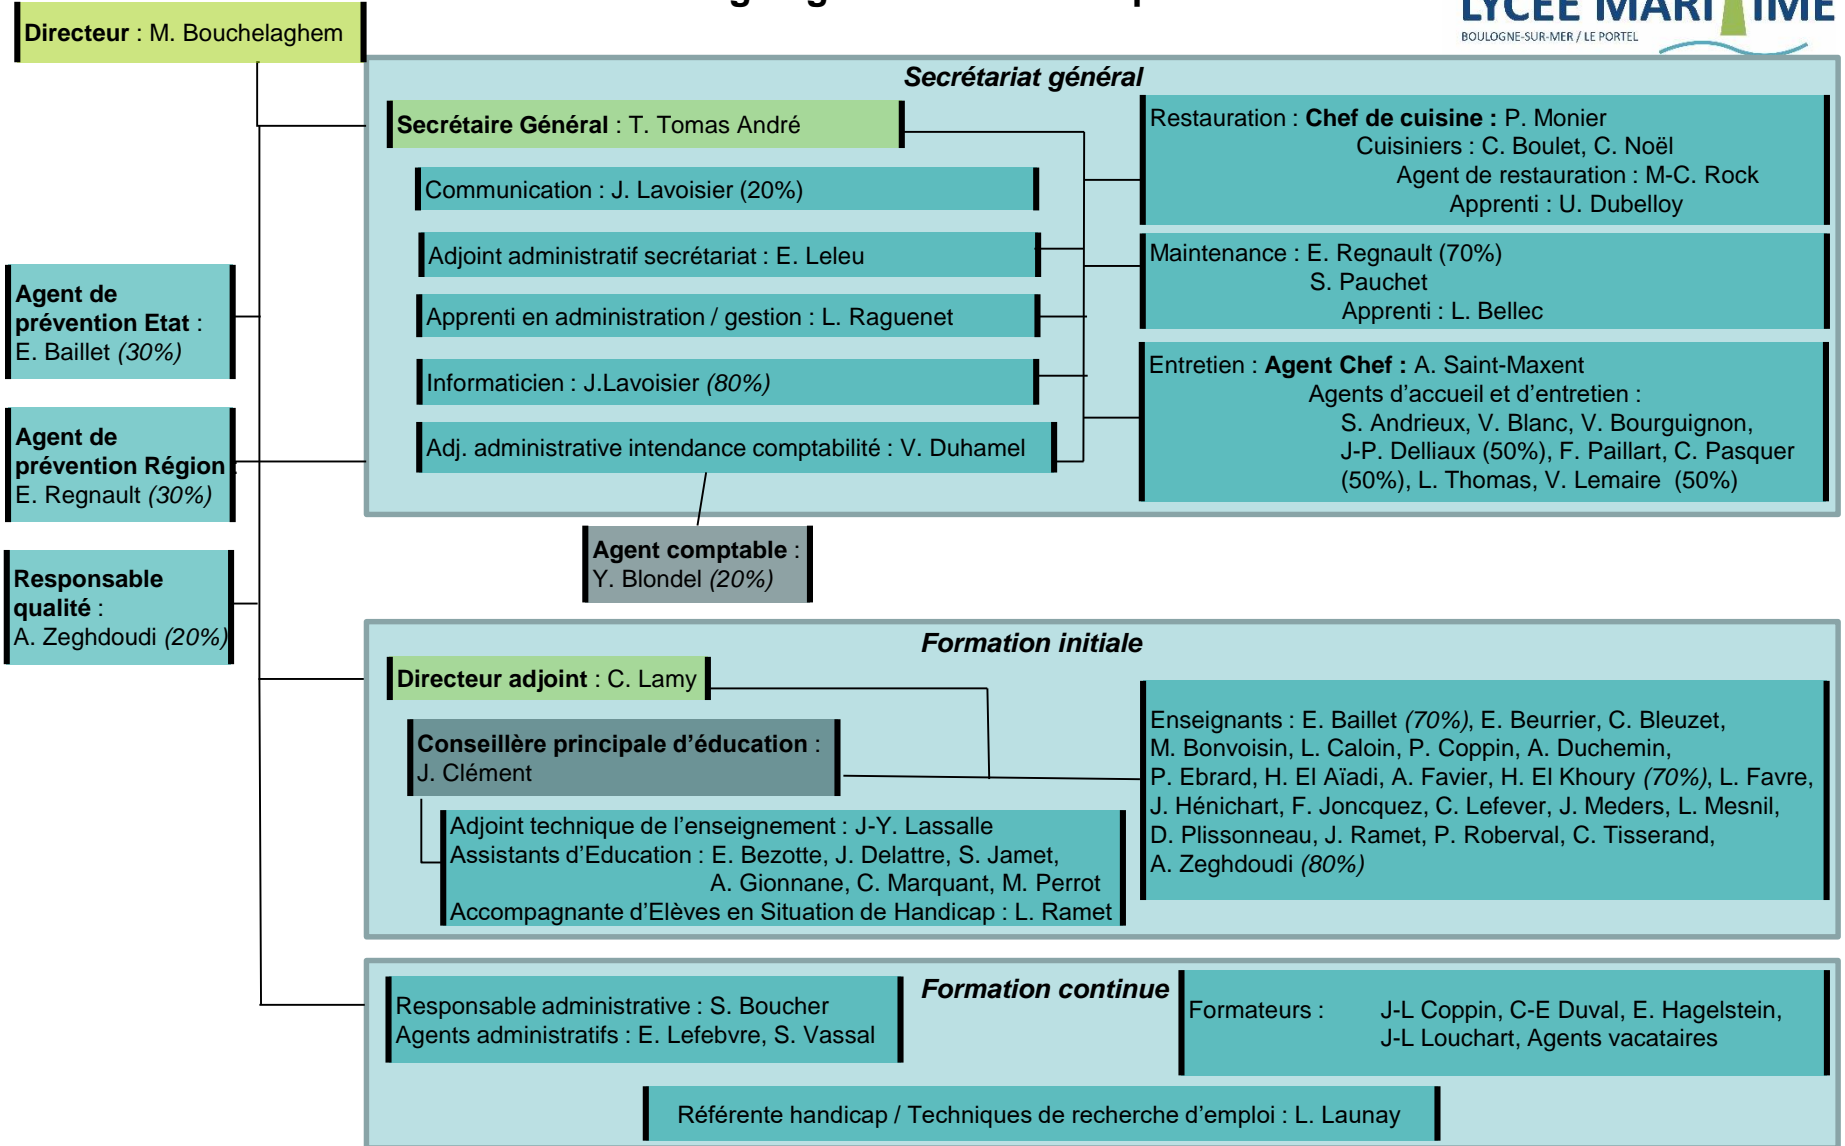 LYCEE MARITIME
BOULOGNE-SUR-MER / LE PORTEL
Directeur : M. Bouchelaghem
Secrétariat général
Secrétaire Général : T. Tomas André
Communication : J. Lavoisier (20%)
Adjoint administratif secrétariat : E. Leleu
Apprenti en administration / gestion : L. Raguenet
Informaticien : J.Lavoisier (80%)
Adj. administrative intendance comptabilité : V. Duhamel
Restauration : Chef de cuisine : P. Monier
Cuisiniers : C. Boulet, C. Noël
Agent de restauration : M-C. Rock
Apprenti : U. Dubelloy
Maintenance : E. Regnault (70%)
S. Pauchet
Apprenti : L. Bellec
Entretien : Agent Chef : A. Saint-Maxent
Agents d’accueil et d’entretien :
S. Andrieux, V. Blanc, V. Bourguignon,
J-P. Delliaux (50%), F. Paillart, C. Pasquer
(50%), L. Thomas, V. Lemaire (50%)
Agent de
prévention Etat :
E. Baillet (30%)
Agent de
prévention Région
E. Regnault (30%)
Responsable
qualité :
A. Zeghdoudi (20%)
Agent comptable :
Y. Blondel (20%)
Formation initiale
Directeur adjoint : C. Lamy
Conseillère principale d’éducation :
J. Clément
Adjoint technique de l’enseignement : J-Y. Lassalle
Assistants d’Education : E. Bezotte, J. Delattre, S. Jamet,
A. Gionnane, C. Marquant, M. Perrot
Accompagnante d’Elèves en Situation de Handicap : L. Ramet
Enseignants : E. Baillet (70%), E. Beurrier, C. Bleuzet,
M. Bonvoisin, L. Caloin, P. Coppin, A. Duchemin,
P. Ebrard, H. El Aïadi, A. Favier, H. El Khoury (70%), L. Favre,
J. Hénichart, F. Joncquez, C. Lefever, J. Meders, L. Mesnil,
D. Plissonneau, J. Ramet, P. Roberval, C. Tisserand,
A. Zeghdoudi (80%)
Formation continue
Responsable administrative : S. Boucher
Agents administratifs : E. Lefebvre, S. Vassal
Formateurs : J-L Coppin, C-E Duval, E. Hagelstein,
J-L Louchart, Agents vacataires
Référente handicap / Techniques de recherche d’emploi : L. Launay